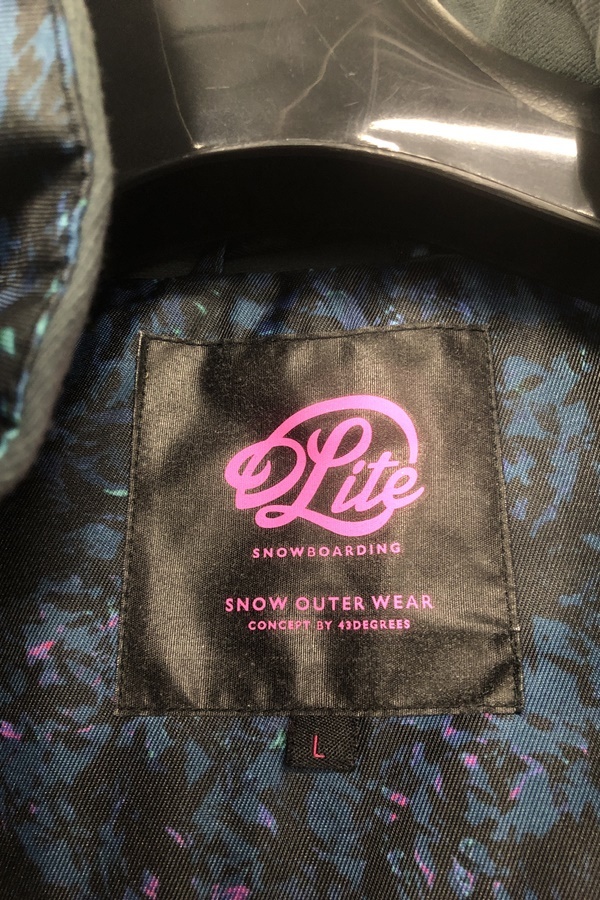 DLite
SNOWBOARDING
SNOW OUTER WEAR
CONCEPT BY 43DEGREES
L